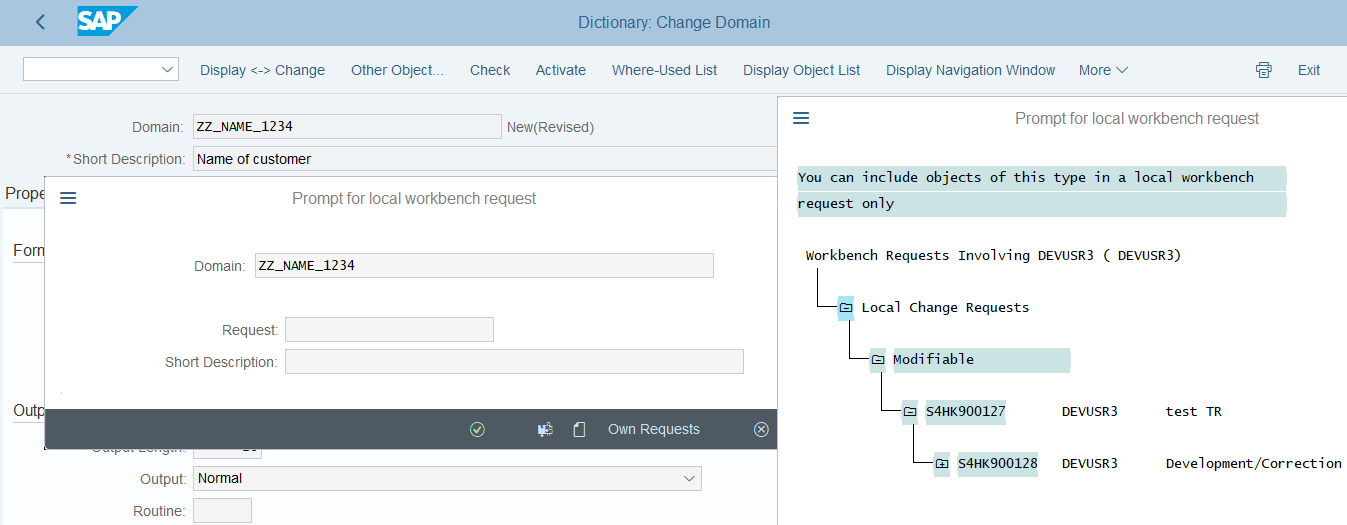 SAP
Dictionary: Change Domain
Display <-> Change Other Object... Check Activate Where-Used List Display Object List Display Navigation Window More Exit
Domain: ZZ_NAME_1234 New(Revised)
*Short Description: Name of customer
Prope
Form
Outp
Prompt for local workbench request
Domain: ZZ_NAME_1234
Request:
Short Description:
Own Requests
Output: Normal
Routine:
Prompt for local workbench request
You can include objects of this type in a local workbench
request only
Workbench Requests Involving DEVUSR3 ( DEVUSR3)
Local Change Requests
Modifiable
S4HK900127 DEVUSR3 test TR
S4HK900128 DEVUSR3 Development/Correction